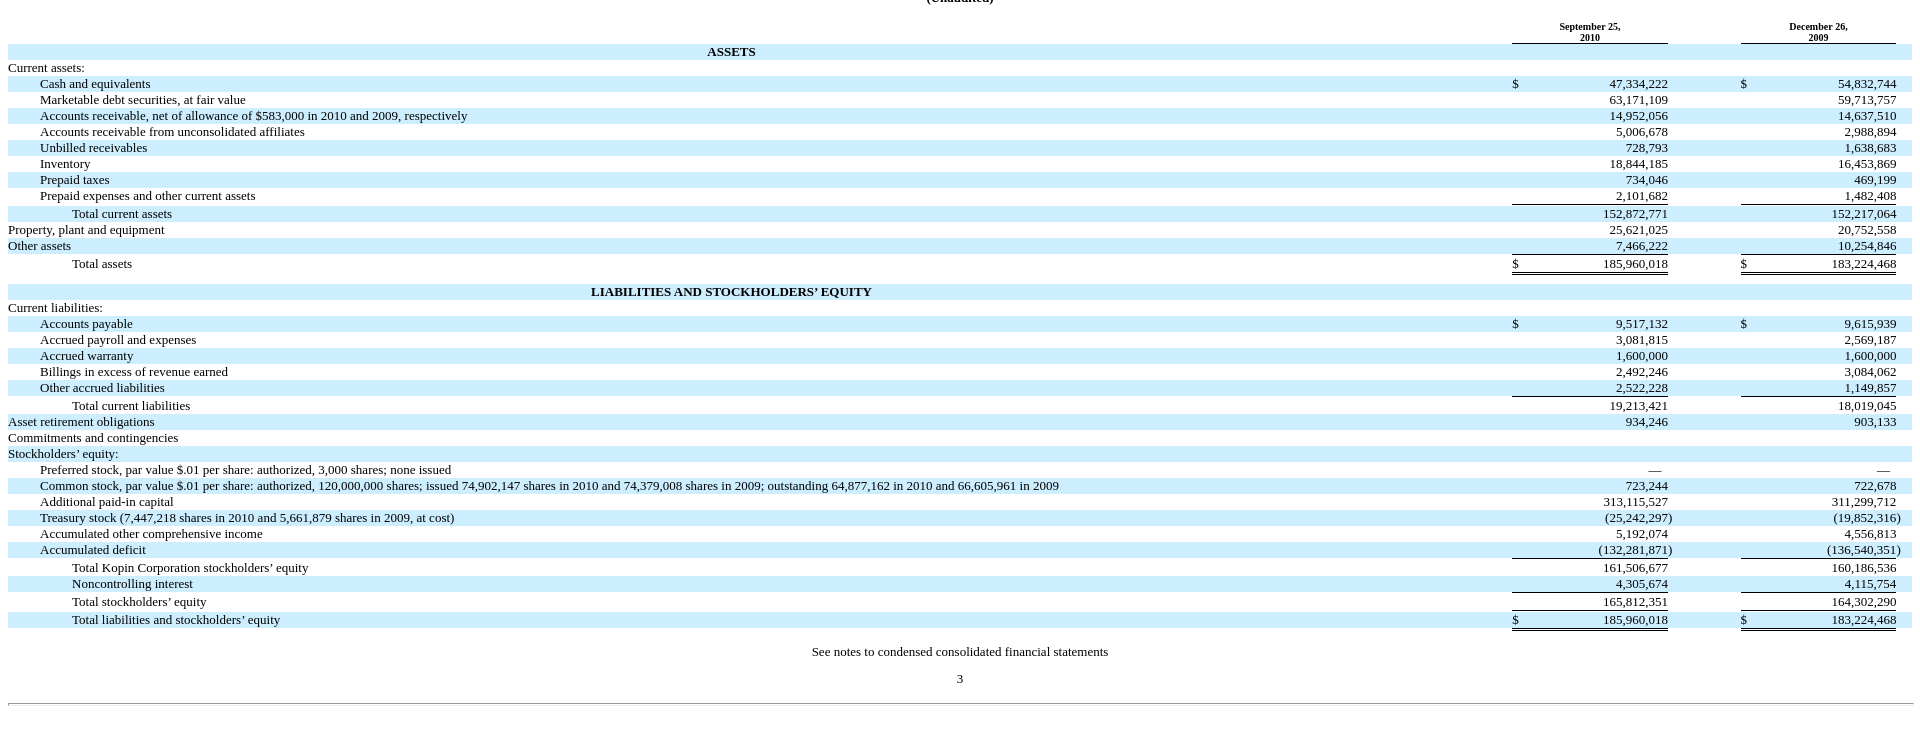 (Unaudited)
September 25, December 26,
2010 2009
ASSETS
Current assets:
Cash and equivalents $ 47,334,222 $ 54,832,744
Marketable debt securities, at fair value 63,171,109 59,713,757
Accounts receivable, net of allowance of $583,000 in 2010 and 2009, respectively 14,952,056 14,637,510
Accounts receivable from unconsolidated affiliates 5,006,678 2,988,894
Unbilled receivables 728,793 1,638,683
Inventory 18,844,185 16,453,869
Prepaid taxes 734,046 469,199
Prepaid expenses and other current assets 2,101,682 1,482,408
Total current assets 152,872,771 152,217,064
Property, plant and equipment 25,621,025 20,752,558
Other assets 7,466,222 10,254,846
Total assets $ 185,960,018 $ 183,224,468
LIABILITIES AND STOCKHOLDERS’ EQUITY
Current liabilities:
Accounts payable $ 9,517,132 $ 9,615,939
Accrued payroll and expenses 3,081,815 2,569,187
Accrued warranty 1,600,000 1,600,000
Billings in excess of revenue earned 2,492,246 3,084,062
Other accrued liabilities 2,522,228 1,149,857
Total current liabilities 19,213,421 18,019,045
Asset retirement obligations 934,246 903,133
Commitments and contingencies
Stockholders’ equity:
Preferred stock, par value $.01 per share: authorized, 3,000 shares; none issued — —
Common stock, par value $.01 per share: authorized, 120,000,000 shares; issued 74,902,147 shares in 2010 and 74,379,008 shares in 2009; outstanding 64,877,162 in 2010 and 66,605,961 in 2009 723,244 722,678
Additional paid-in capital 313,115,527 311,299,712
Treasury stock (7,447,218 shares in 2010 and 5,661,879 shares in 2009, at cost) (25,242,297) (19,852,316)
Accumulated other comprehensive income 5,192,074 4,556,813
Accumulated deficit (132,281,871) (136,540,351)
Total Kopin Corporation stockholders’ equity 161,506,677 160,186,536
Noncontrolling interest 4,305,674 4,115,754
Total stockholders’ equity 165,812,351 164,302,290
Total liabilities and stockholders’ equity $ 185,960,018 $ 183,224,468
See notes to condensed consolidated financial statements
3